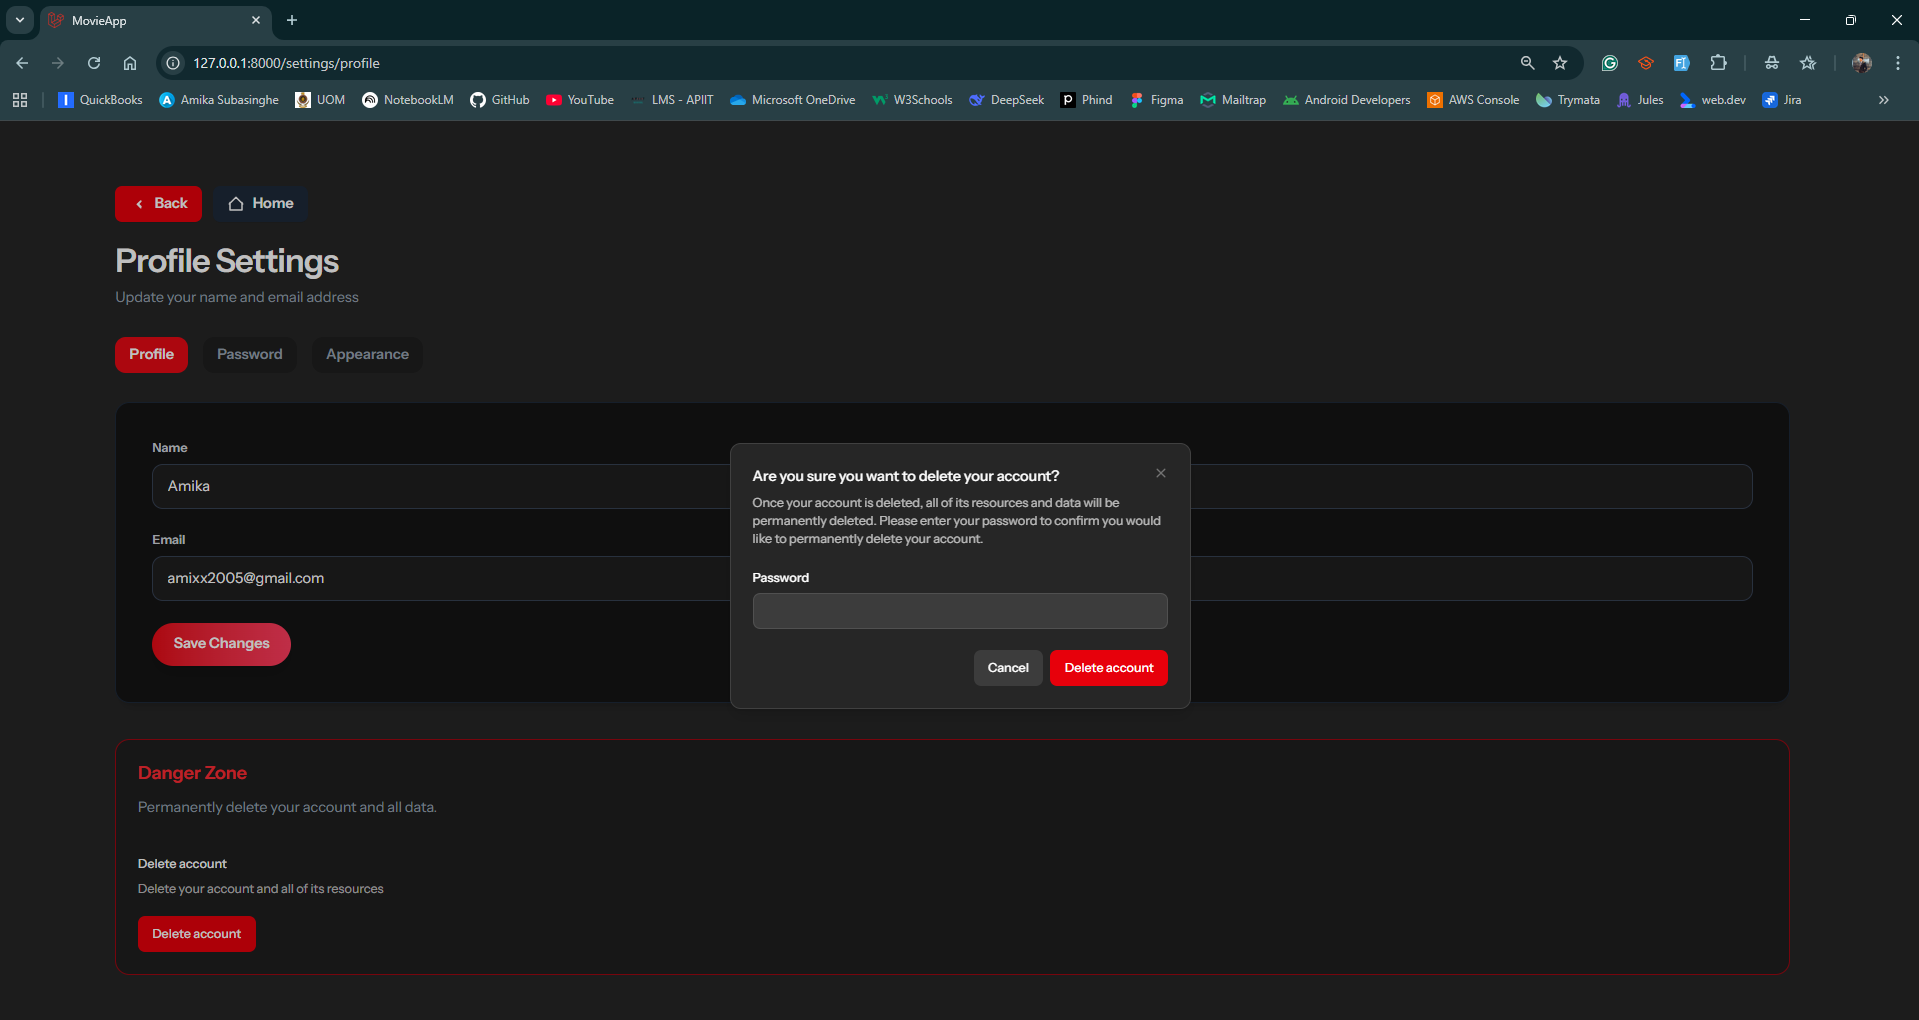 MovieApp
127.0.0.1:8000/settings/profile
QuickBooks
Amika Subasinghe
UOM
NotebookLM
GitHub
YouTube
LMS - APIIT
Microsoft OneDrive
W3Schools
DeepSeek
Phind
Figma
Mailtrap
Android Developers
AWS Console
Trymata
Jules
web.dev
Jira
Back
Home
Profile Settings
Update your name and email address
Profile
Password
Appearance
Name
Amika
Email
amixx2005@gmail.com
Save Changes
Are you sure you want to delete your account?
Once your account is deleted, all of its resources and data will be
permanently deleted. Please enter your password to confirm you would
like to permanently delete your account.
Password
Cancel
Delete account
Danger Zone
Permanently delete your account and all data.
Delete account
Delete your account and all of its resources
Delete account